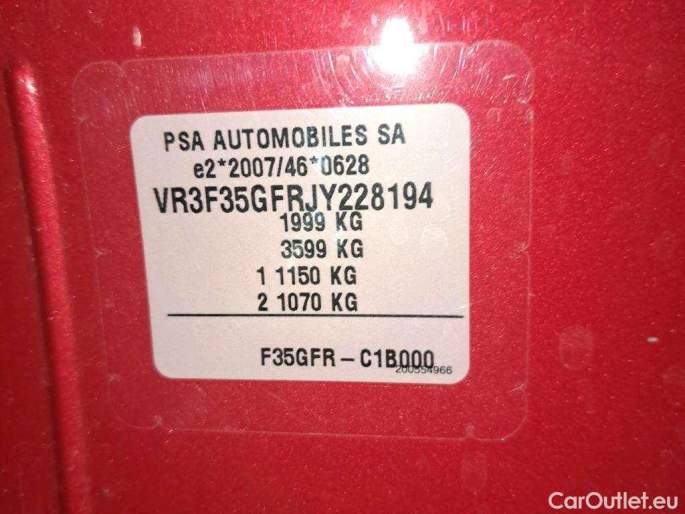 PSA AUTOMOBILES SA
e2*2007/46*0628
VR3F35GFRJY228194
1999 KG
3599 KG
1 1150 KG
2 1070 KG
F35GFR - C1B000
200554966
CarOutlet.eu